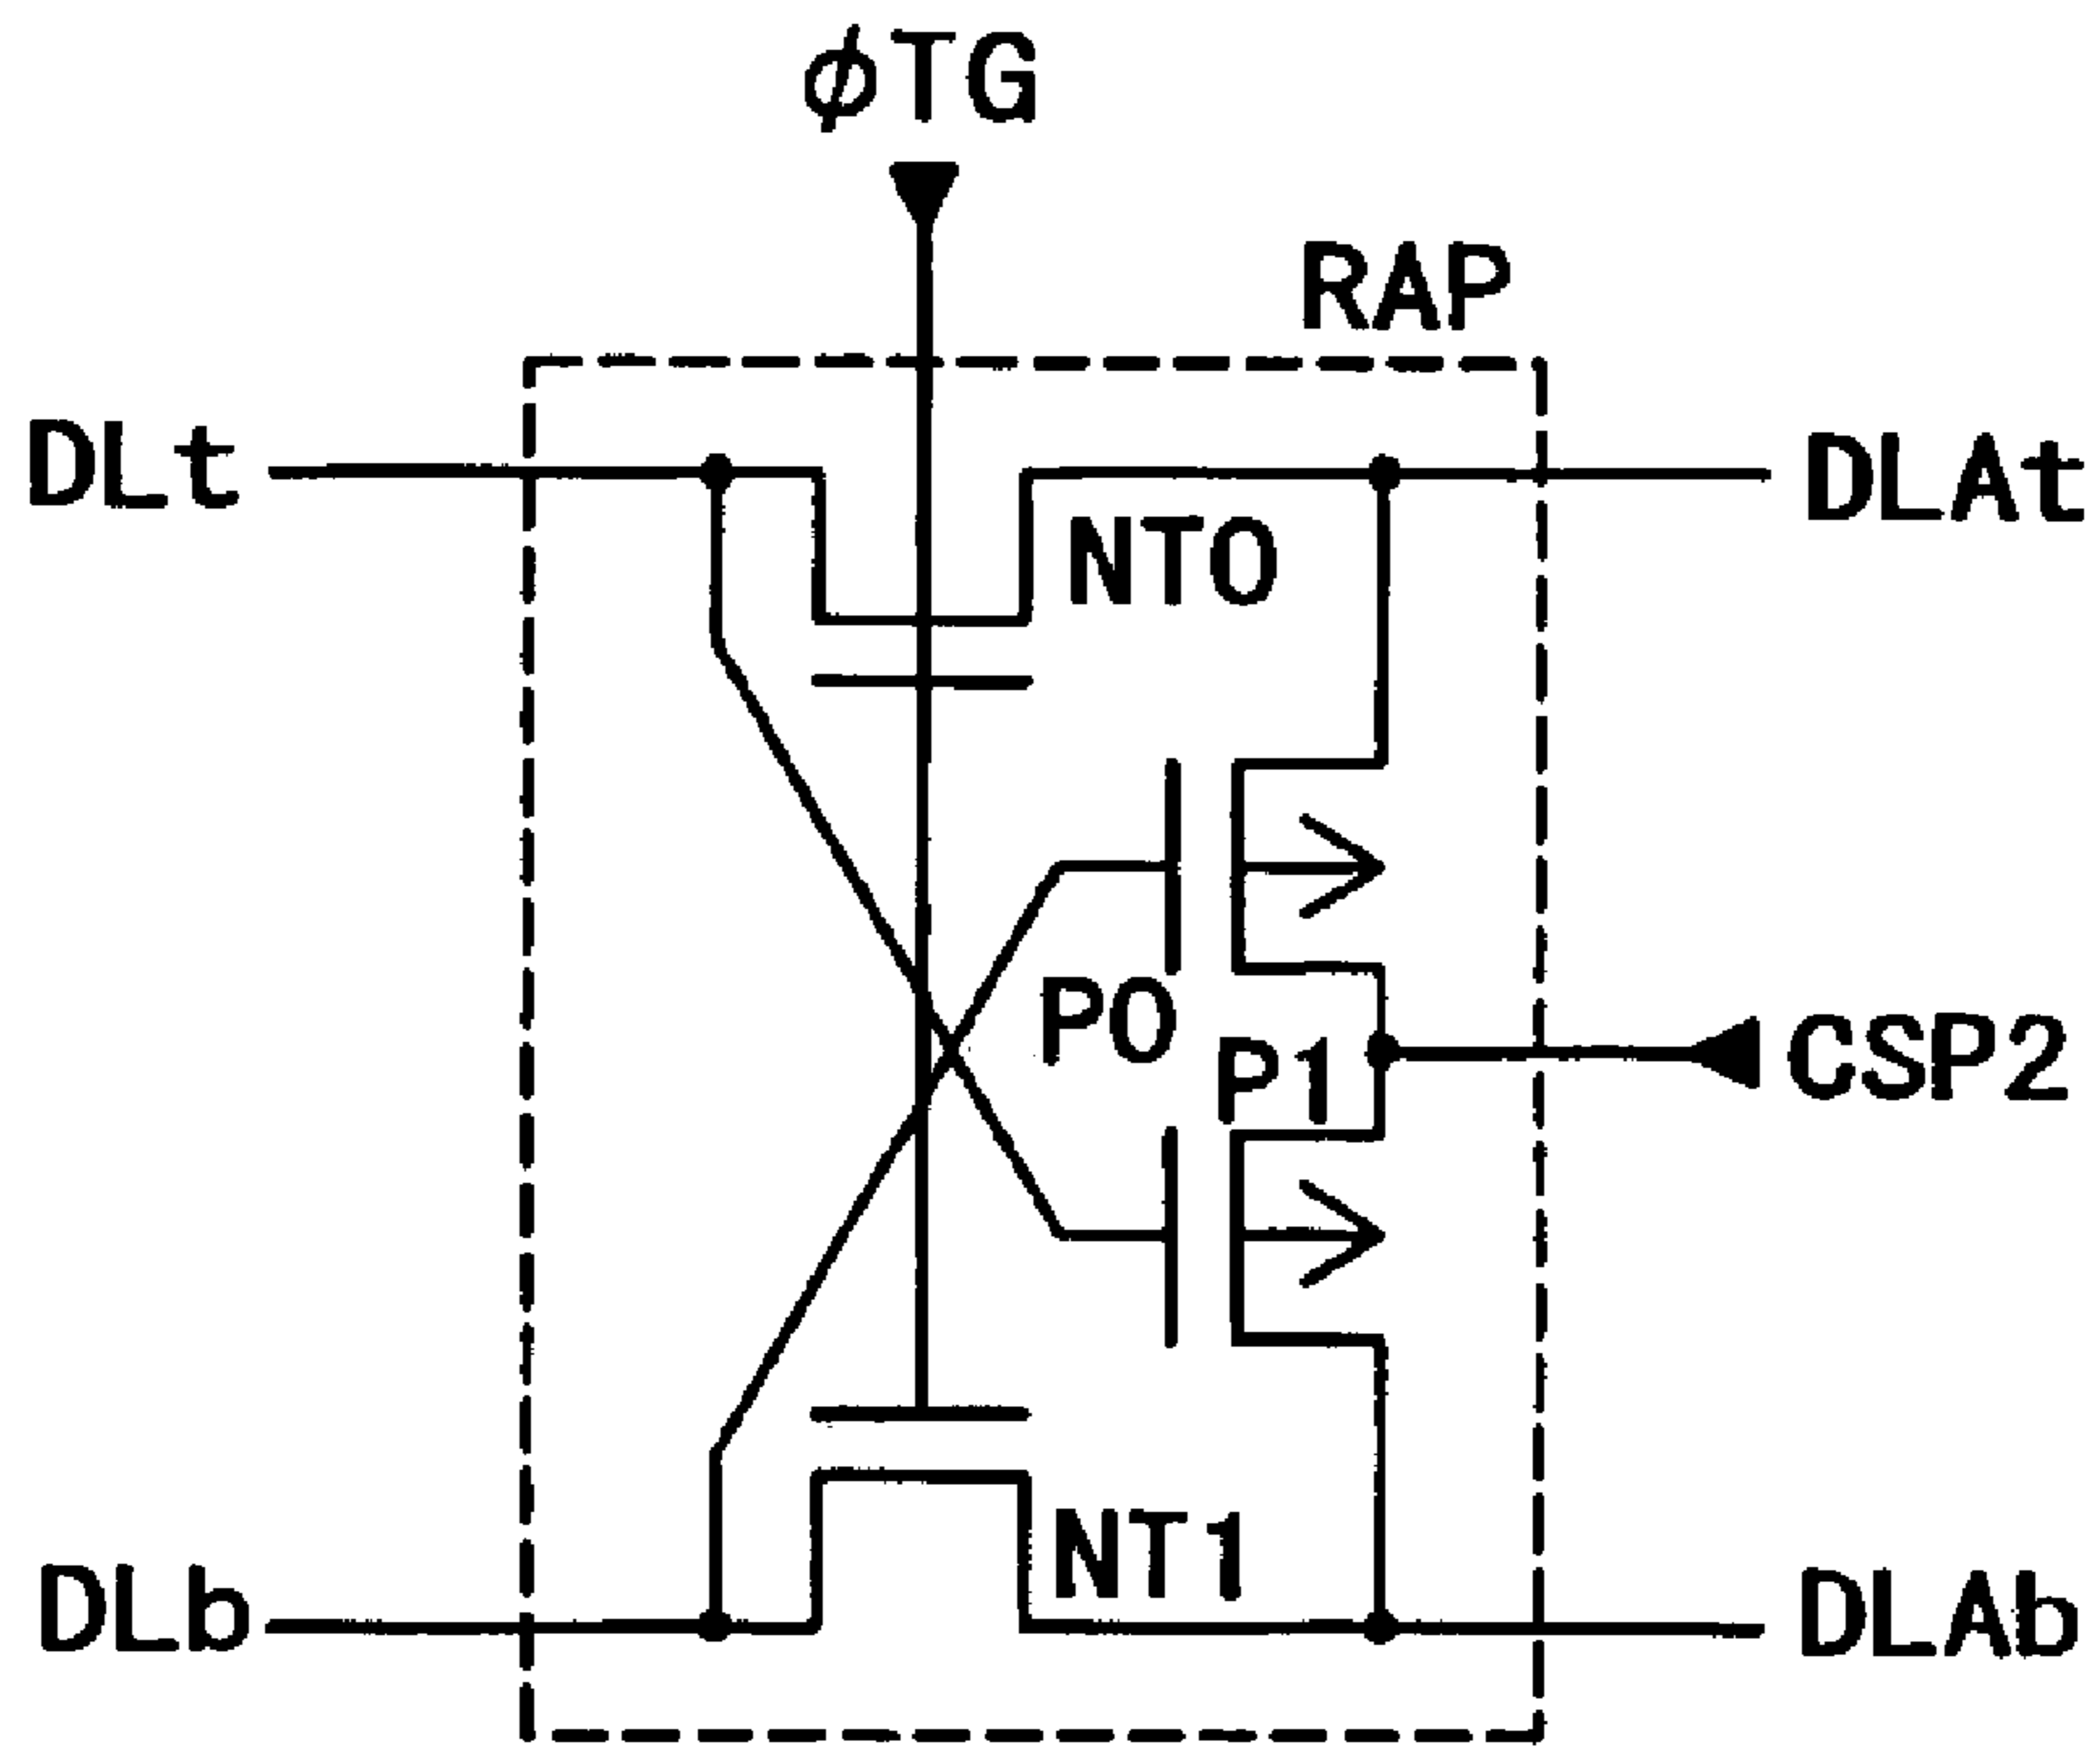 φTG
RAP
DLt
DLAt
NT0
P0
P1
CSP2
NT1
DLb
DLAb